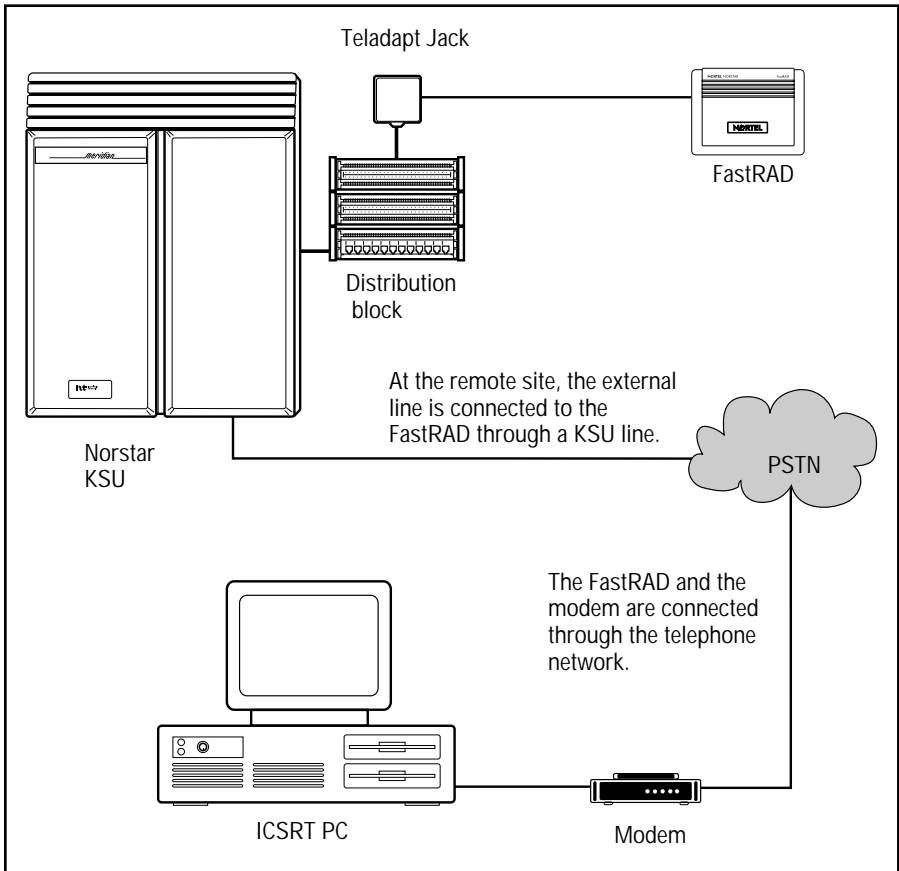 Teladapt Jack
NORTEL NORSTAR FastRAD
NORTEL
FastRAD
meridian
Distribution
block
At the remote site, the external
line is connected to the
FastRAD through a KSU line.
Norstar
KSU
PSTN
The FastRAD and the
modem are connected
through the telephone
network.
ICSRT PC
Modem